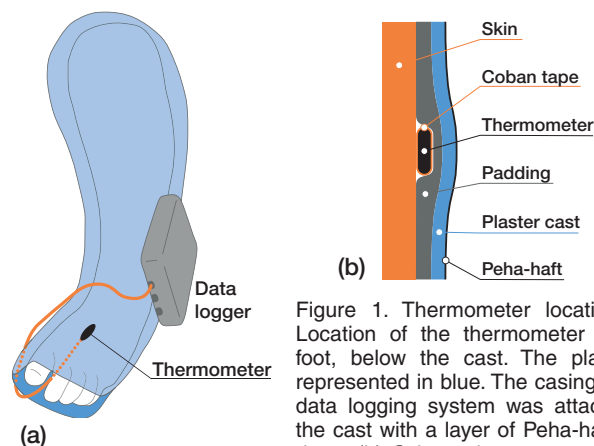 Data
logger
Thermometer
(a)
Skin
Coban tape
Thermometer
Padding
Plaster cast
Peha-haft
(b)
Figure 1. Thermometer locati
Location of the thermometer
foot, below the cast. The pla
represented in blue. The casing
data logging system was attac
the cast with a layer of Peha-ha